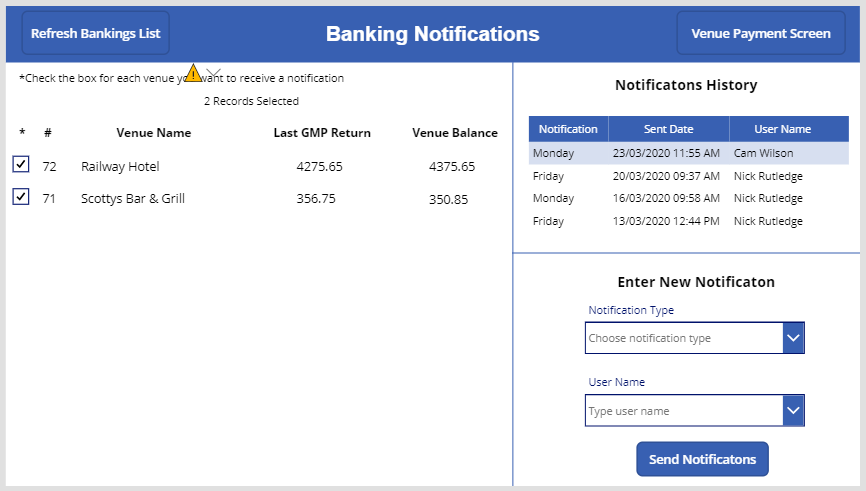 Refresh Bankings List
Banking Notifications
Venue Payment Screen
*Check the box for each venue you want to receive a notification
2 Records Selected
* # Venue Name Last GMP Return Venue Balance
72 Railway Hotel 4275.65 4375.65
71 Scottys Bar & Grill 356.75 350.85
Notificatons History
Notification Sent Date User Name
Monday 23/03/2020 11:55 AM Cam Wilson
Friday 20/03/2020 09:37 AM Nick Rutledge
Monday 16/03/2020 09:58 AM Nick Rutledge
Friday 13/03/2020 12:44 PM Nick Rutledge
Enter New Notificaton
Notification Type
Choose notification type
User Name
Type user name
Send Notificatons